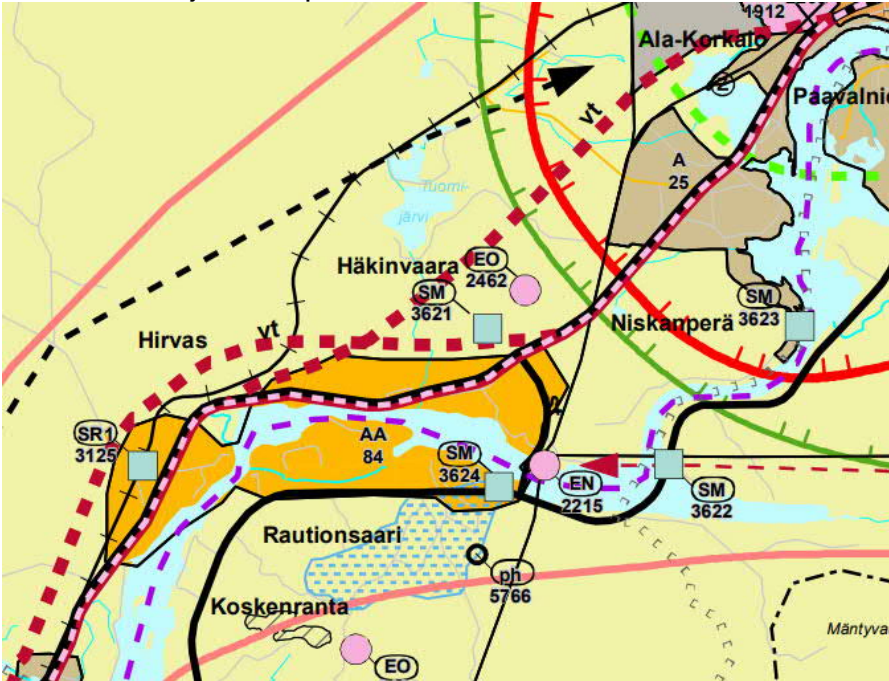 1912
Ala-Korkalo
2
Paavalnie
vt
A
25
Tuomi-
järvi
Häkinvaara
EO
2462
SM
3621
SM
3623
Niskanperä
Hirvas
vt
SR1
3125
AA
84
SM
3624
EN
2215
SM
3622
Rautionsaari
ph
5766
Koskenranta
Mäntyva
EO